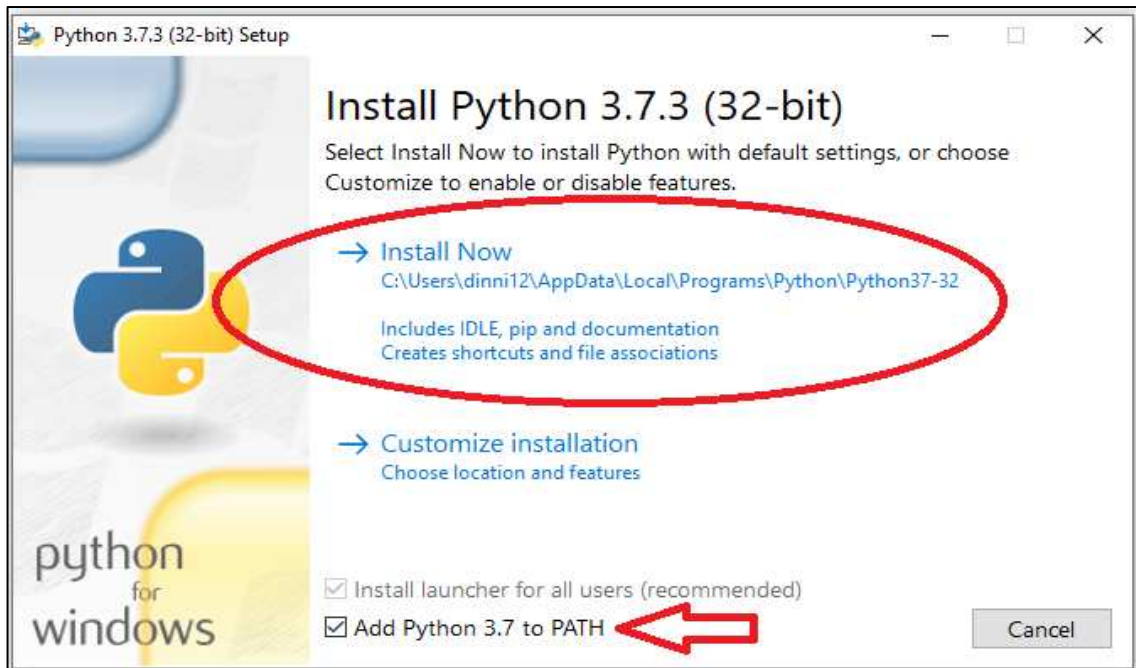 Python 3.7.3 (32-bit) Setup
Install Python 3.7.3 (32-bit)
Select Install Now to install Python with default settings, or choose
Customize to enable or disable features.
Install Now
C:\Users\dinni12\AppData\Local\Programs\Python\Python37-32
Includes IDLE, pip and documentation
Creates shortcuts and file associations
Customize installation
Choose location and features
python
for
windows
Install launcher for all users (recommended)
Add Python 3.7 to PATH
Cancel